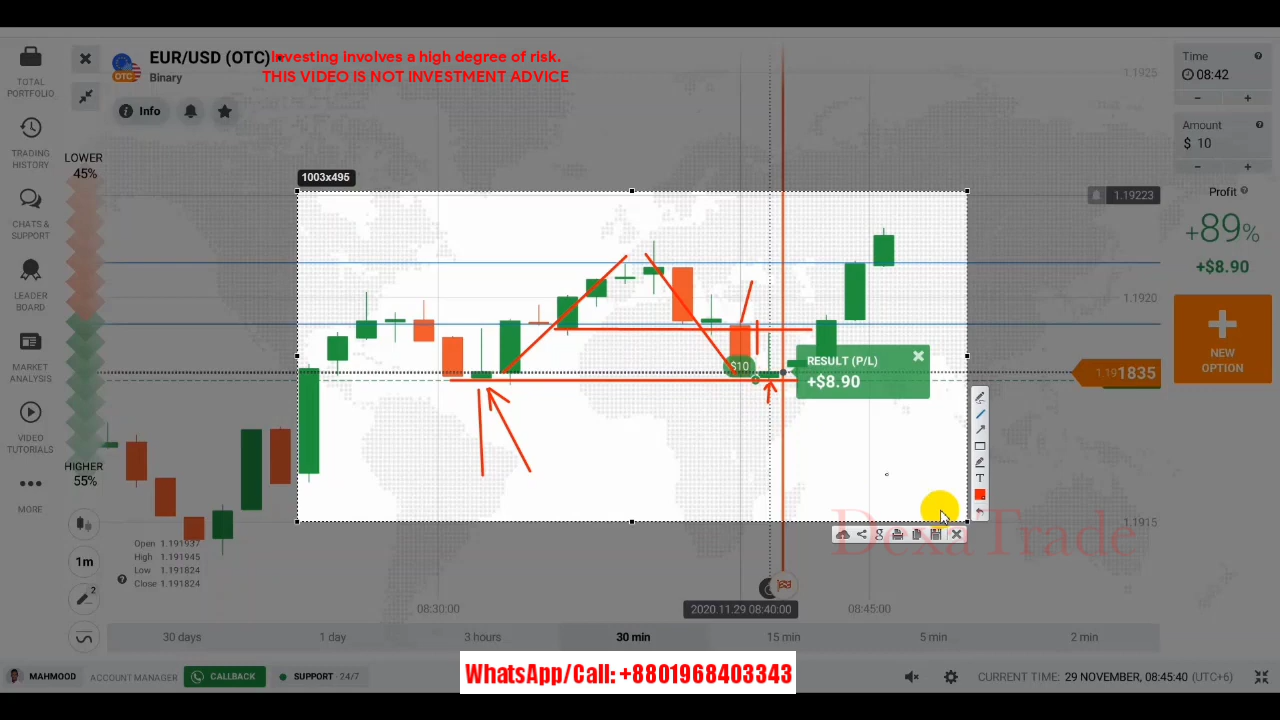 EUR/USD (OTC)
Investing involves a high degree of risk.
THIS VIDEO IS NOT INVESTMENT ADVICE
Binary
OTC
Info
TOTAL PORTFOLIO
TRADING HISTORY
CHATS & SUPPORT
LEADER BOARD
MARKET ANALYSIS
VIDEO TUTORIALS
MORE
LOWER
45%
HIGHER
55%
1003x495
1.1925
1.19223
1.1920
1.191835
1.1915
Time
08:42
Amount
$ 10
Profit
+89%
+$8.90
NEW OPTION
$10
RESULT (P/L)
+$8.90
T
g
DexaTrade
Open 1.191937
High 1.191945
Low 1.191824
Close 1.191824
1m
2
08:30:00
2020.11.29 08:40:00
08:45:00
30 days
1 day
3 hours
30 min
15 min
5 min
2 min
WhatsApp/Call: +8801968403343
MAHMOOD
ACCOUNT MANAGER
CALLBACK
SUPPORT · 24/7
CURRENT TIME: 29 NOVEMBER, 08:45:40 (UTC+6)